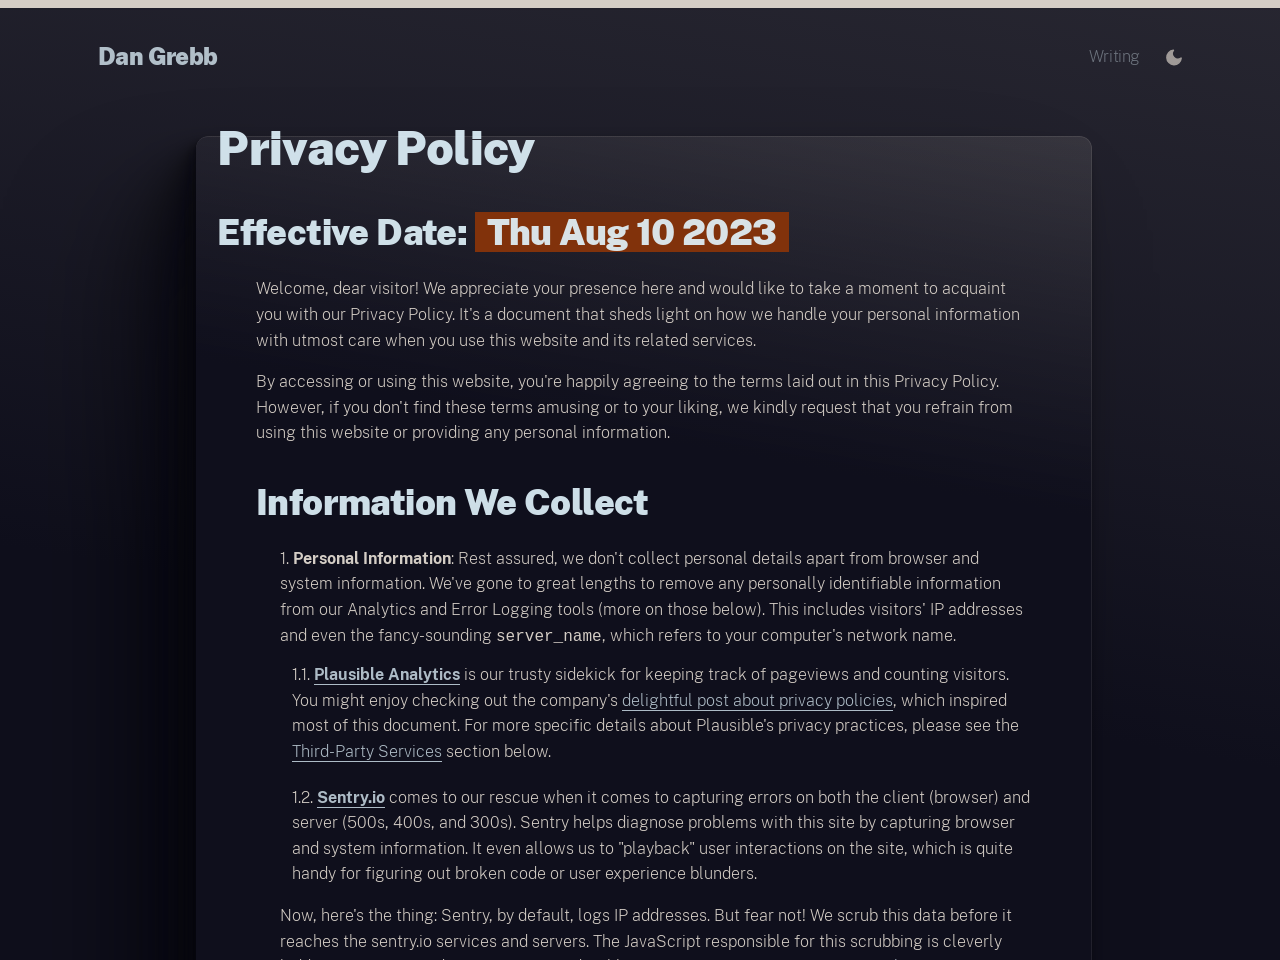 Dan Grebb
Writing
Privacy Policy
Effective Date: Thu Aug 10 2023
Welcome, dear visitor! We appreciate your presence here and would like to take a moment to acquaint
you with our Privacy Policy. It's a document that sheds light on how we handle your personal information
with utmost care when you use this website and its related services.
By accessing or using this website, you're happily agreeing to the terms laid out in this Privacy Policy.
However, if you don't find these terms amusing or to your liking, we kindly request that you refrain from
using this website or providing any personal information.
Information We Collect
1. Personal Information: Rest assured, we don't collect personal details apart from browser and
system information. We've gone to great lengths to remove any personally identifiable information
from our Analytics and Error Logging tools (more on those below). This includes visitors' IP addresses
and even the fancy-sounding server_name, which refers to your computer's network name.
1.1. Plausible Analytics is our trusty sidekick for keeping track of pageviews and counting visitors.
You might enjoy checking out the company's delightful post about privacy policies, which inspired
most of this document. For more specific details about Plausible's privacy practices, please see the
Third-Party Services section below.
1.2. Sentry.io comes to our rescue when it comes to capturing errors on both the client (browser) and
server (500s, 400s, and 300s). Sentry helps diagnose problems with this site by capturing browser
and system information. It even allows us to "playback" user interactions on the site, which is quite
handy for figuring out broken code or user experience blunders.
Now, here's the thing: Sentry, by default, logs IP addresses. But fear not! We scrub this data before it
reaches the sentry.io services and servers. The JavaScript responsible for this scrubbing is cleverly